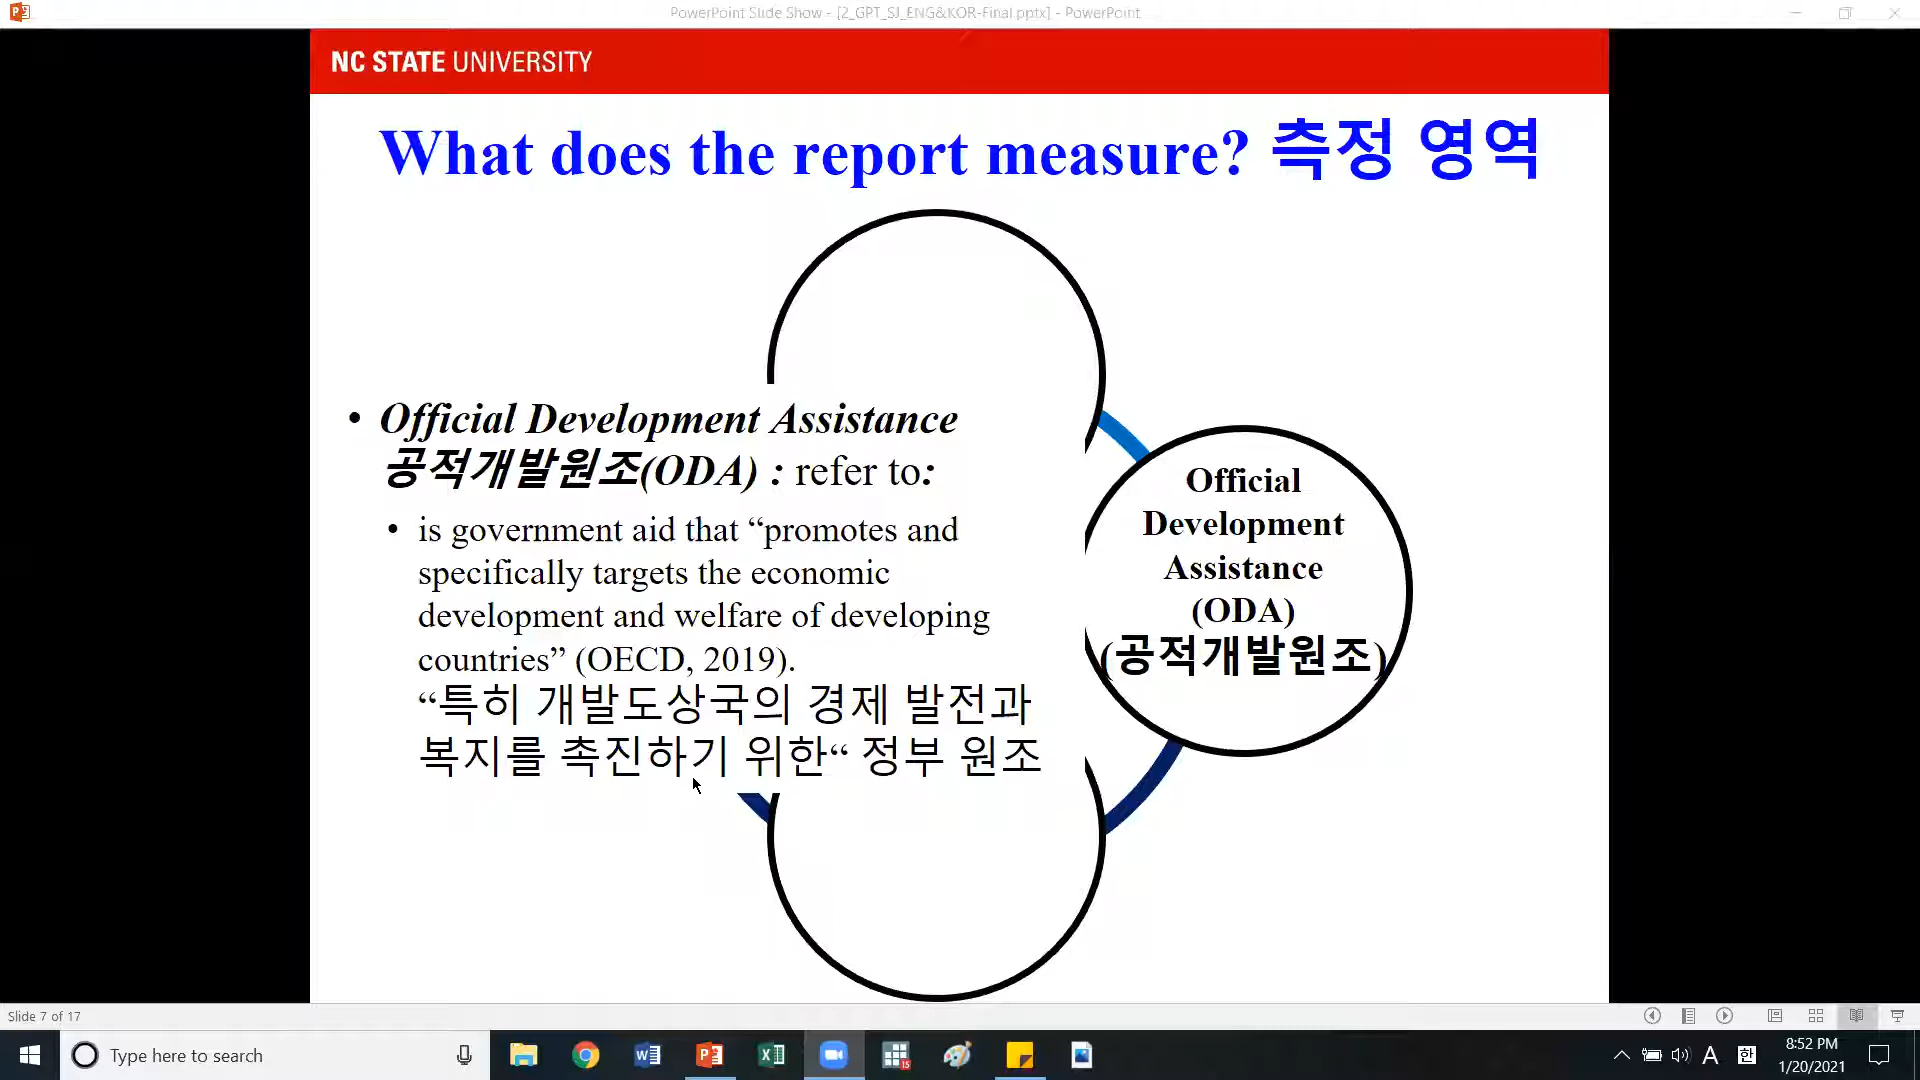 PowerPoint Slide Show - [2_GPT_SJ_ENG&KOR-Final.pptx] - PowerPoint
NC STATE UNIVERSITY
What does the report measure? 측정 영역
• Official Development Assistance
공적개발원조(ODA) : refer to:
• is government aid that “promotes and
specifically targets the economic
development and welfare of developing
countries” (OECD, 2019).
“특히 개발도상국의 경제 발전과
복지를 촉진하기 위한“ 정부 원조
Official
Development
Assistance
(ODA)
(공적개발원조)
Slide 7 of 17
Type here to search
15
A
한
8:52 PM
1/20/2021